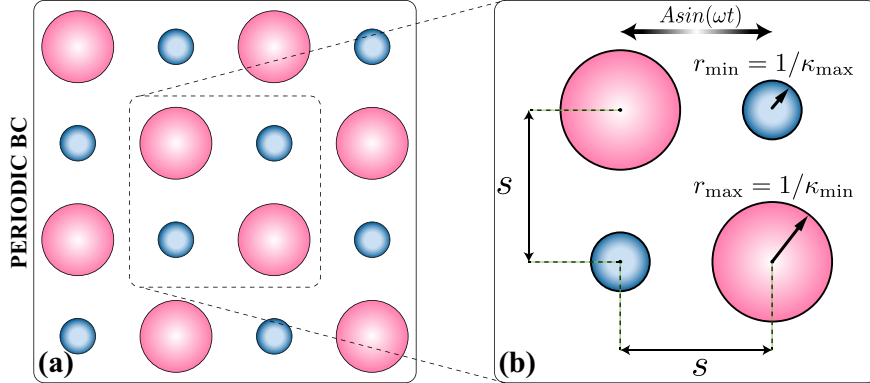 PERIODIC BC
(a)
Asin(ωt)
r_min = 1/κ_max
s
r_max = 1/κ_min
s
(b)